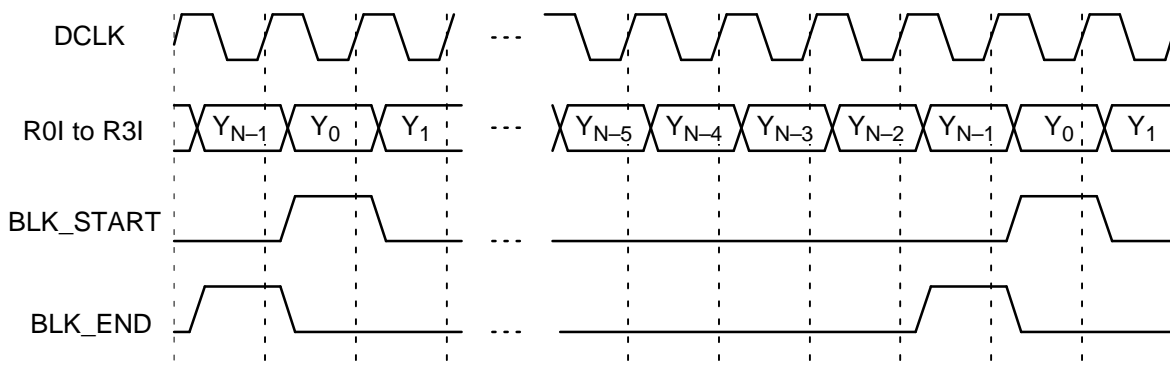 DCLK
R0I to R3I
Y_{N–1} Y_0 Y_1 Y_{N–5} Y_{N–4} Y_{N–3} Y_{N–2} Y_{N–1} Y_0 Y_1
BLK_START
BLK_END